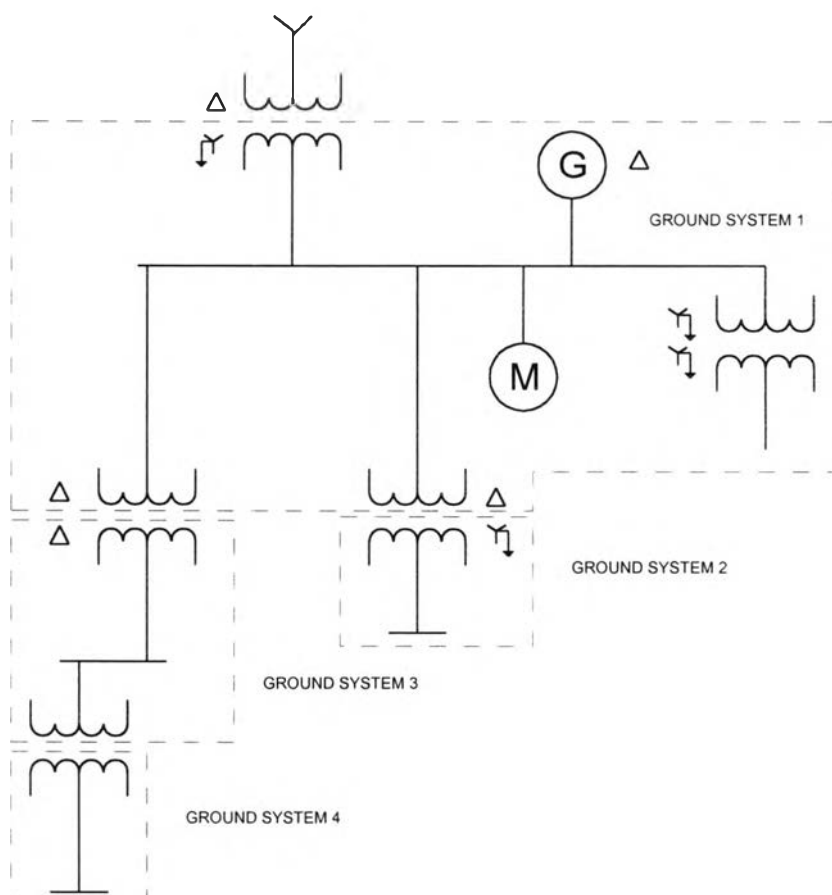 G
GROUND SYSTEM 1
M
GROUND SYSTEM 2
GROUND SYSTEM 3
GROUND SYSTEM 4